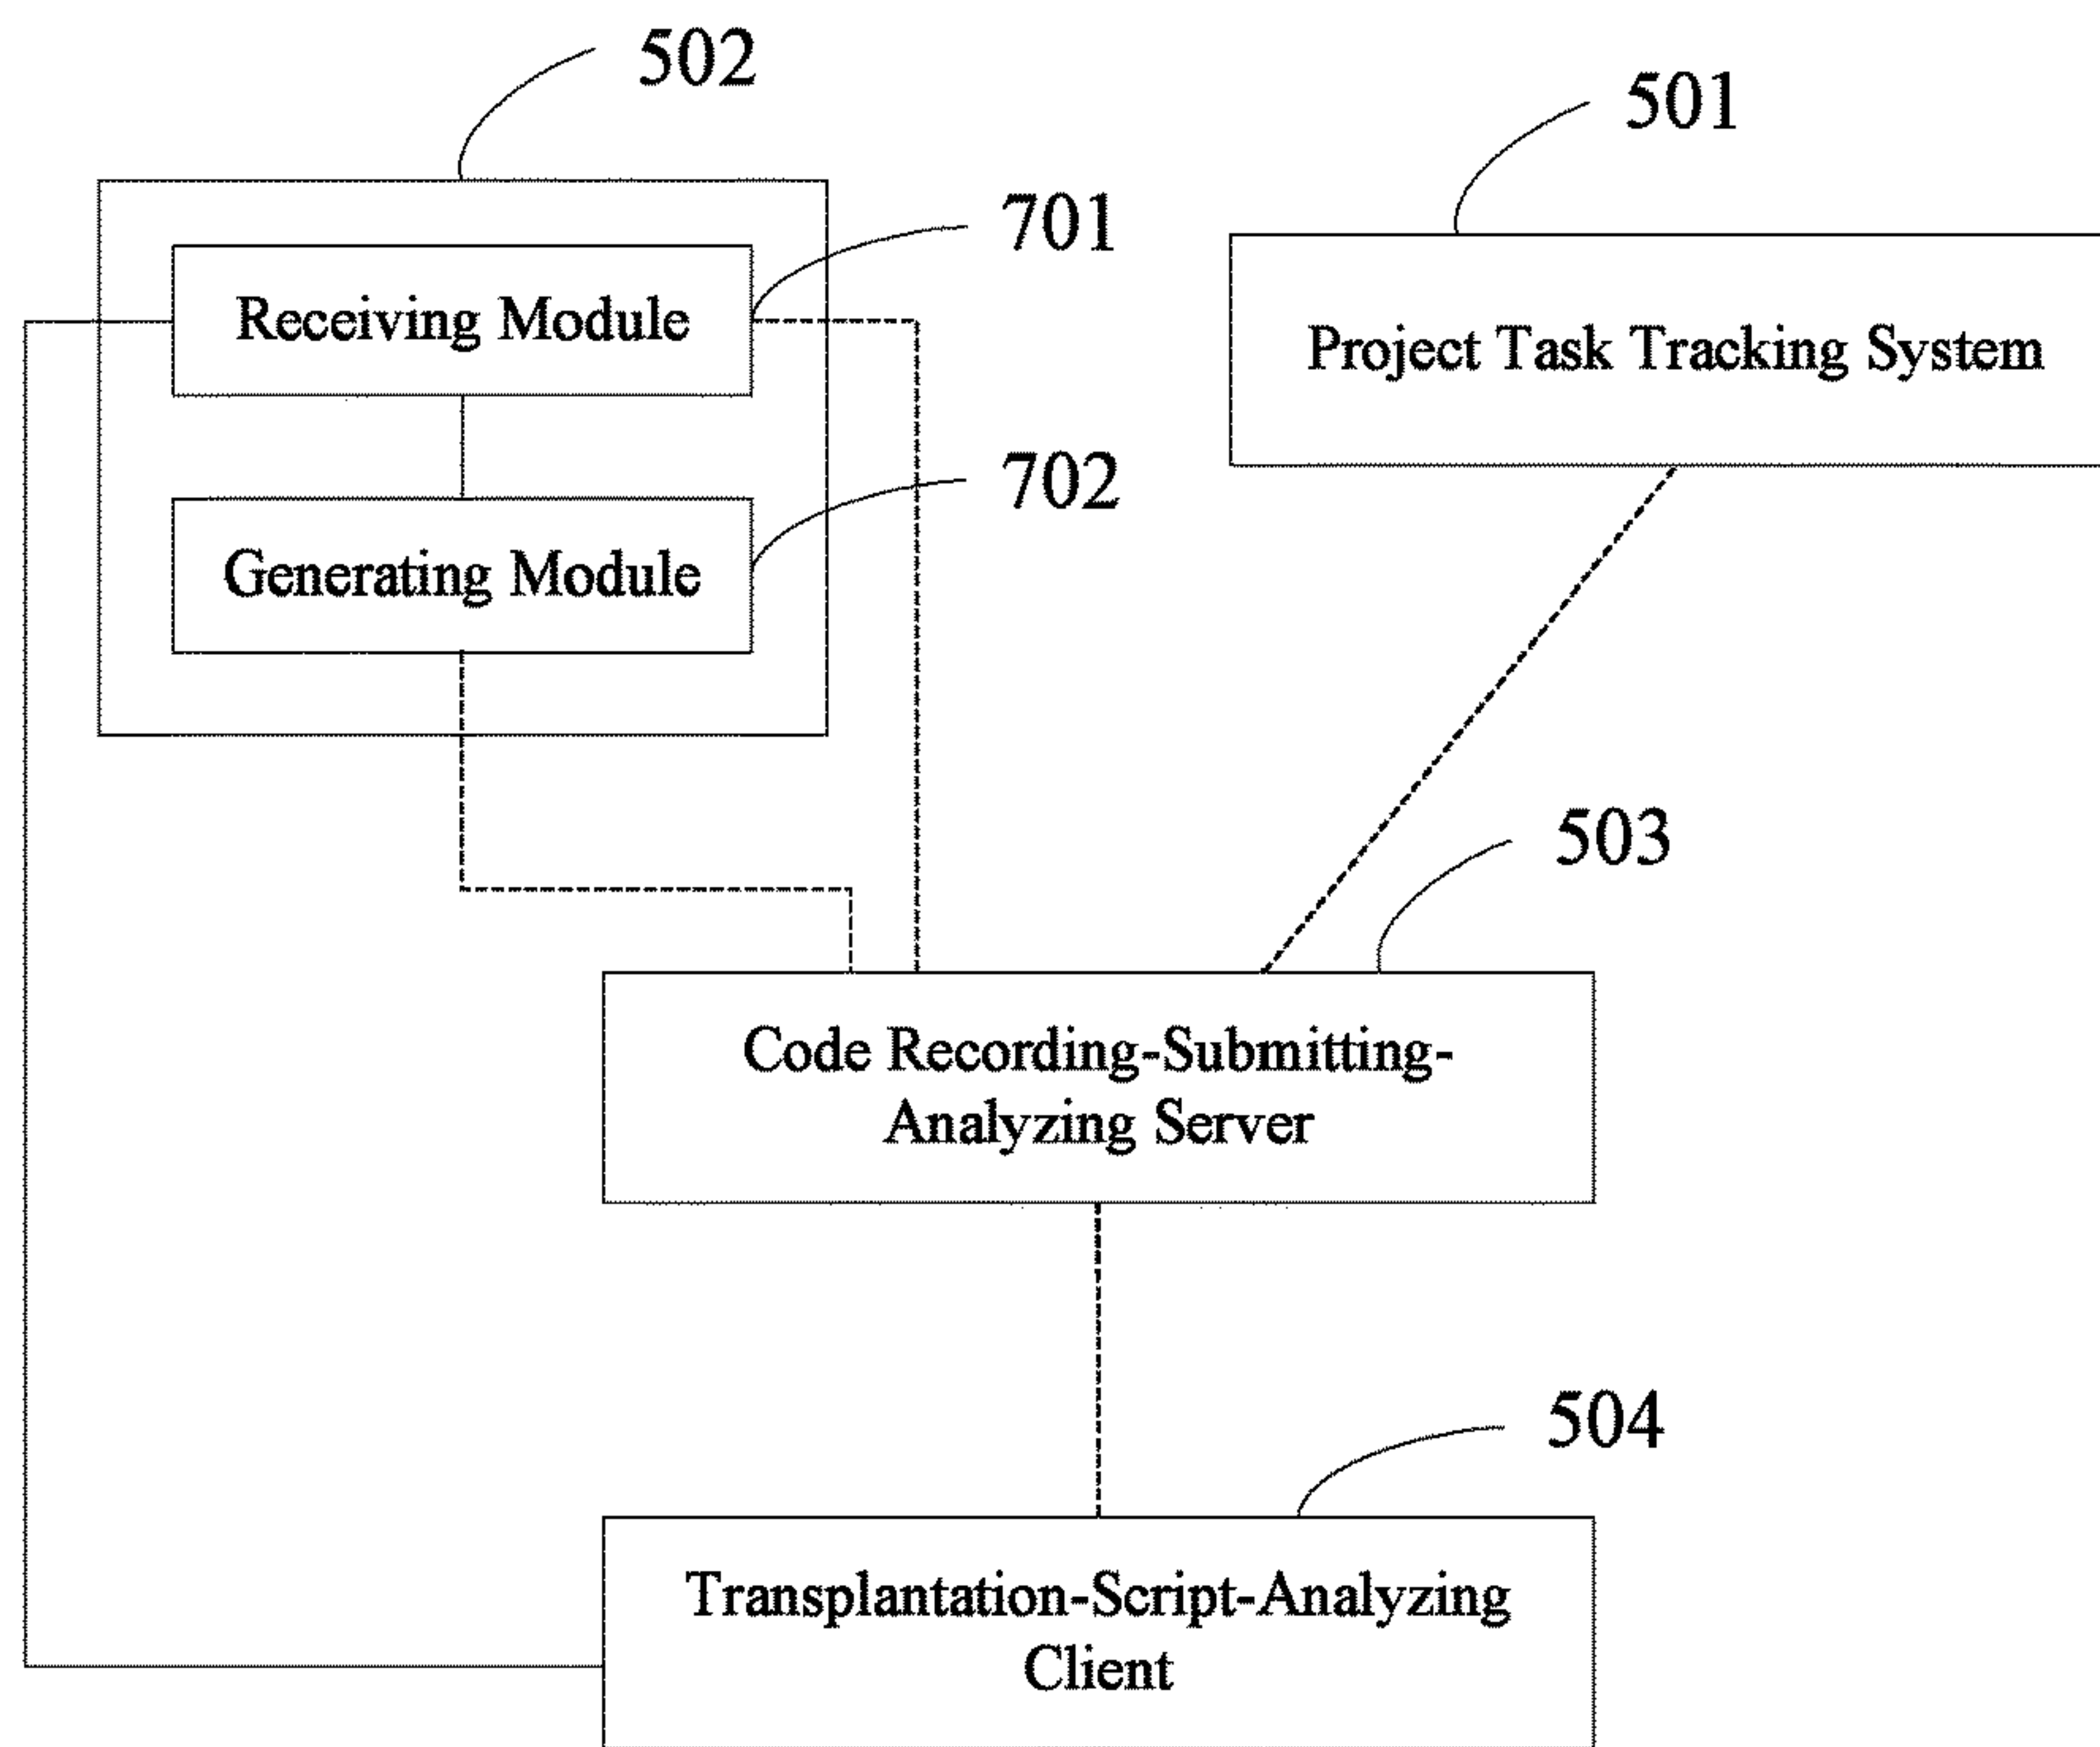 502
501
701
Receiving Module
Project Task Tracking System
702
Generating Module
503
Code Recording-Submitting-
Analyzing Server
504
Transplantation-Script-Analyzing
Client